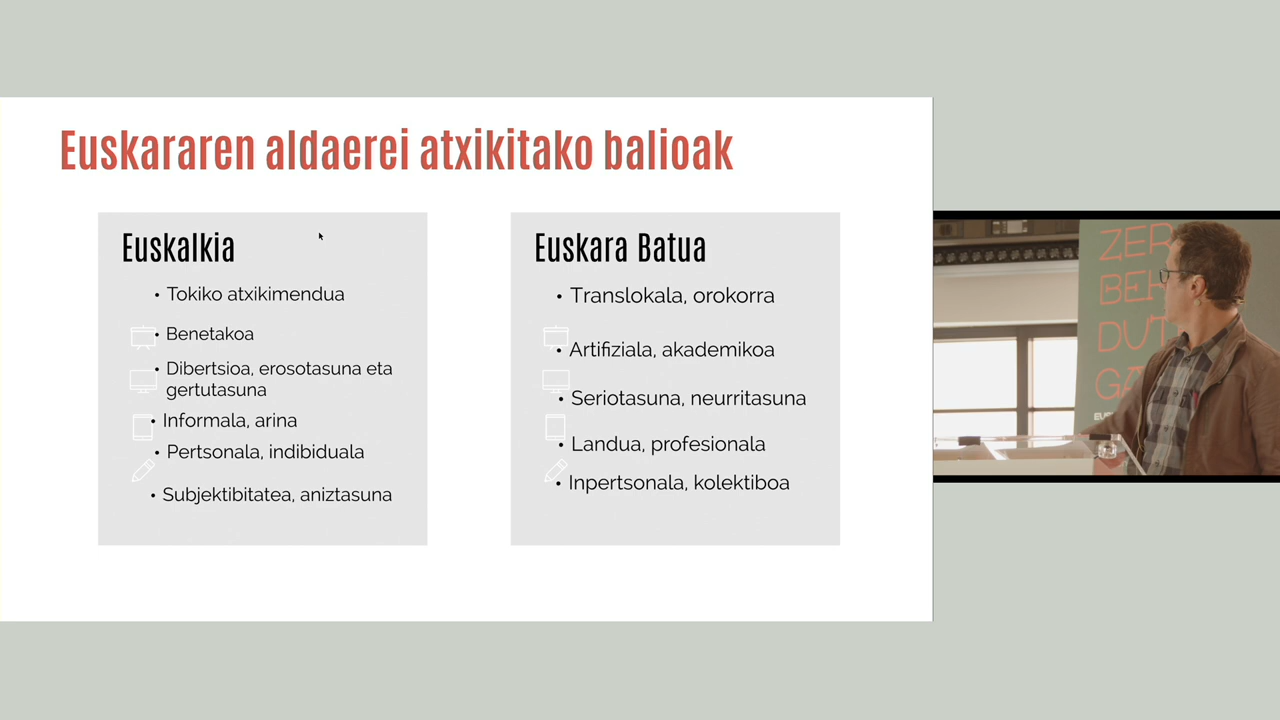 Euskararen aldaerei atxikitako balioak
Euskalkia
• Tokiko atxikimendua
• Benetakoa
• Dibertsioa, erosotasuna eta
gertutasuna
• Informala, arina
• Pertsonala, indibiduala
• Subjektibitatea, aniztasuna
Euskara Batua
• Translokala, orokorra
• Artifiziala, akademikoa
• Seriotasuna, neurritasuna
• Landua, profesionala
• Inpertsonala, kolektiboa
ZER